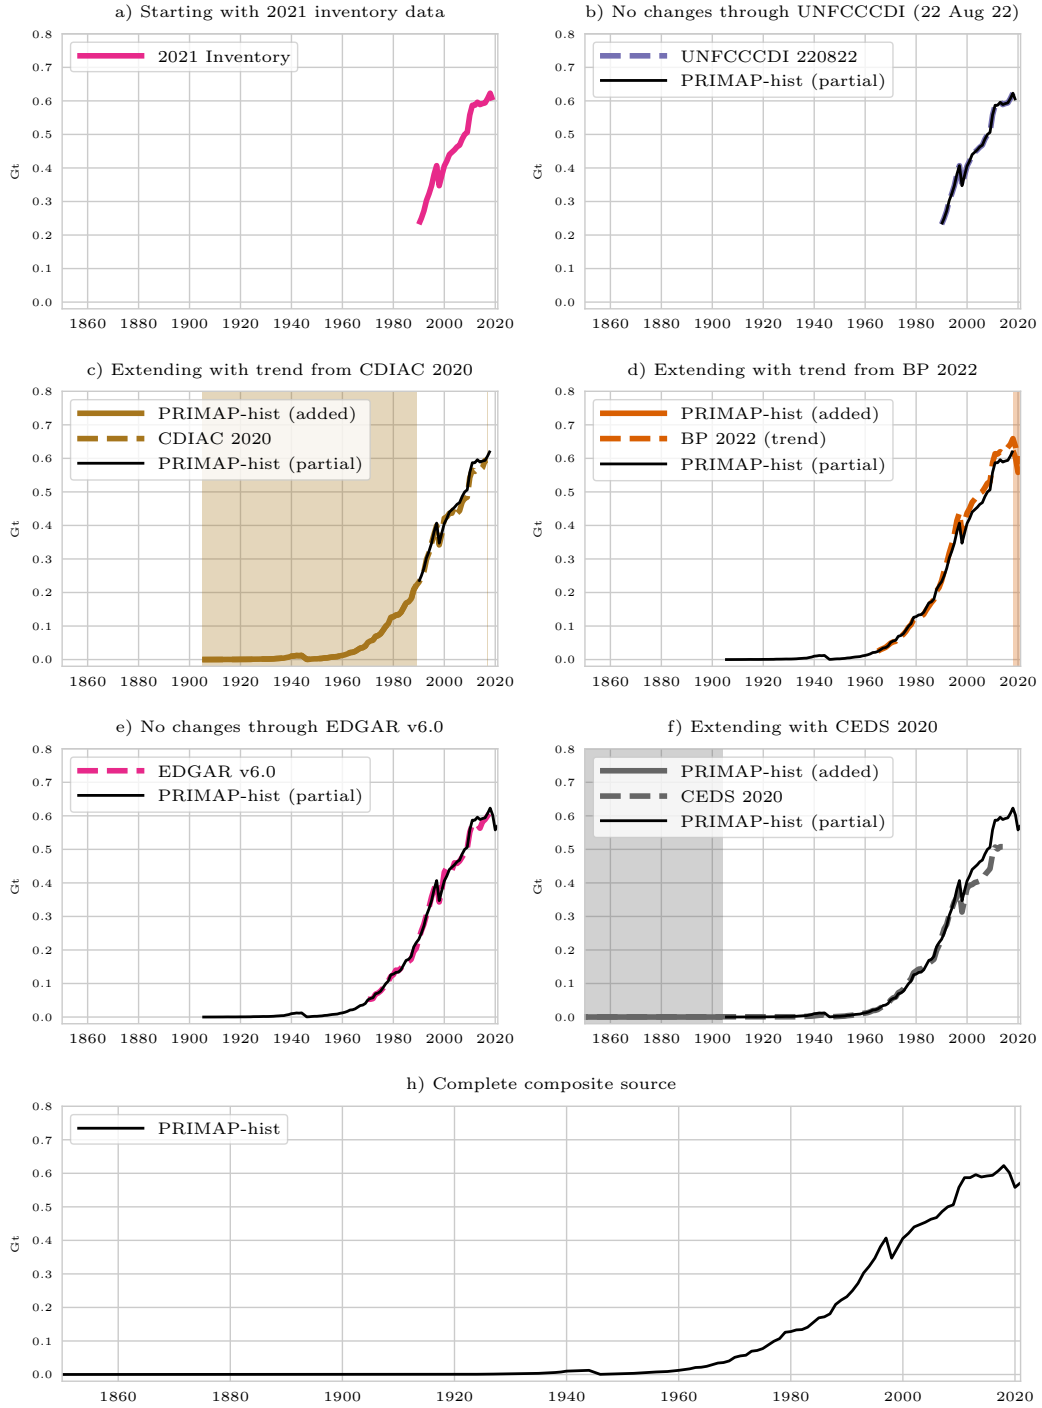 a) Starting with 2021 inventory data
0.8
0.7
0.6
0.5
0.4
0.3
0.2
0.1
0.0
Gt
2021 Inventory
1860 1880 1900 1920 1940 1960 1980 2000 2020
b) No changes through UNFCCCDI (22 Aug 22)
0.8
0.7
0.6
0.5
0.4
0.3
0.2
0.1
0.0
Gt
UNFCCCDI 220822
PRIMAP-hist (partial)
1860 1880 1900 1920 1940 1960 1980 2000 2020
c) Extending with trend from CDIAC 2020
0.8
0.7
0.6
0.5
0.4
0.3
0.2
0.1
0.0
Gt
PRIMAP-hist (added)
CDIAC 2020
PRIMAP-hist (partial)
1860 1880 1900 1920 1940 1960 1980 2000 2020
d) Extending with trend from BP 2022
0.8
0.7
0.6
0.5
0.4
0.3
0.2
0.1
0.0
Gt
PRIMAP-hist (added)
BP 2022 (trend)
PRIMAP-hist (partial)
1860 1880 1900 1920 1940 1960 1980 2000 2020
e) No changes through EDGAR v6.0
0.8
0.7
0.6
0.5
0.4
0.3
0.2
0.1
0.0
Gt
EDGAR v6.0
PRIMAP-hist (partial)
1860 1880 1900 1920 1940 1960 1980 2000 2020
f) Extending with CEDS 2020
0.8
0.7
0.6
0.5
0.4
0.3
0.2
0.1
0.0
Gt
PRIMAP-hist (added)
CEDS 2020
PRIMAP-hist (partial)
1860 1880 1900 1920 1940 1960 1980 2000 2020
h) Complete composite source
0.8
0.7
0.6
0.5
0.4
0.3
0.2
0.1
0.0
Gt
PRIMAP-hist
1860 1880 1900 1920 1940 1960 1980 2000 2020